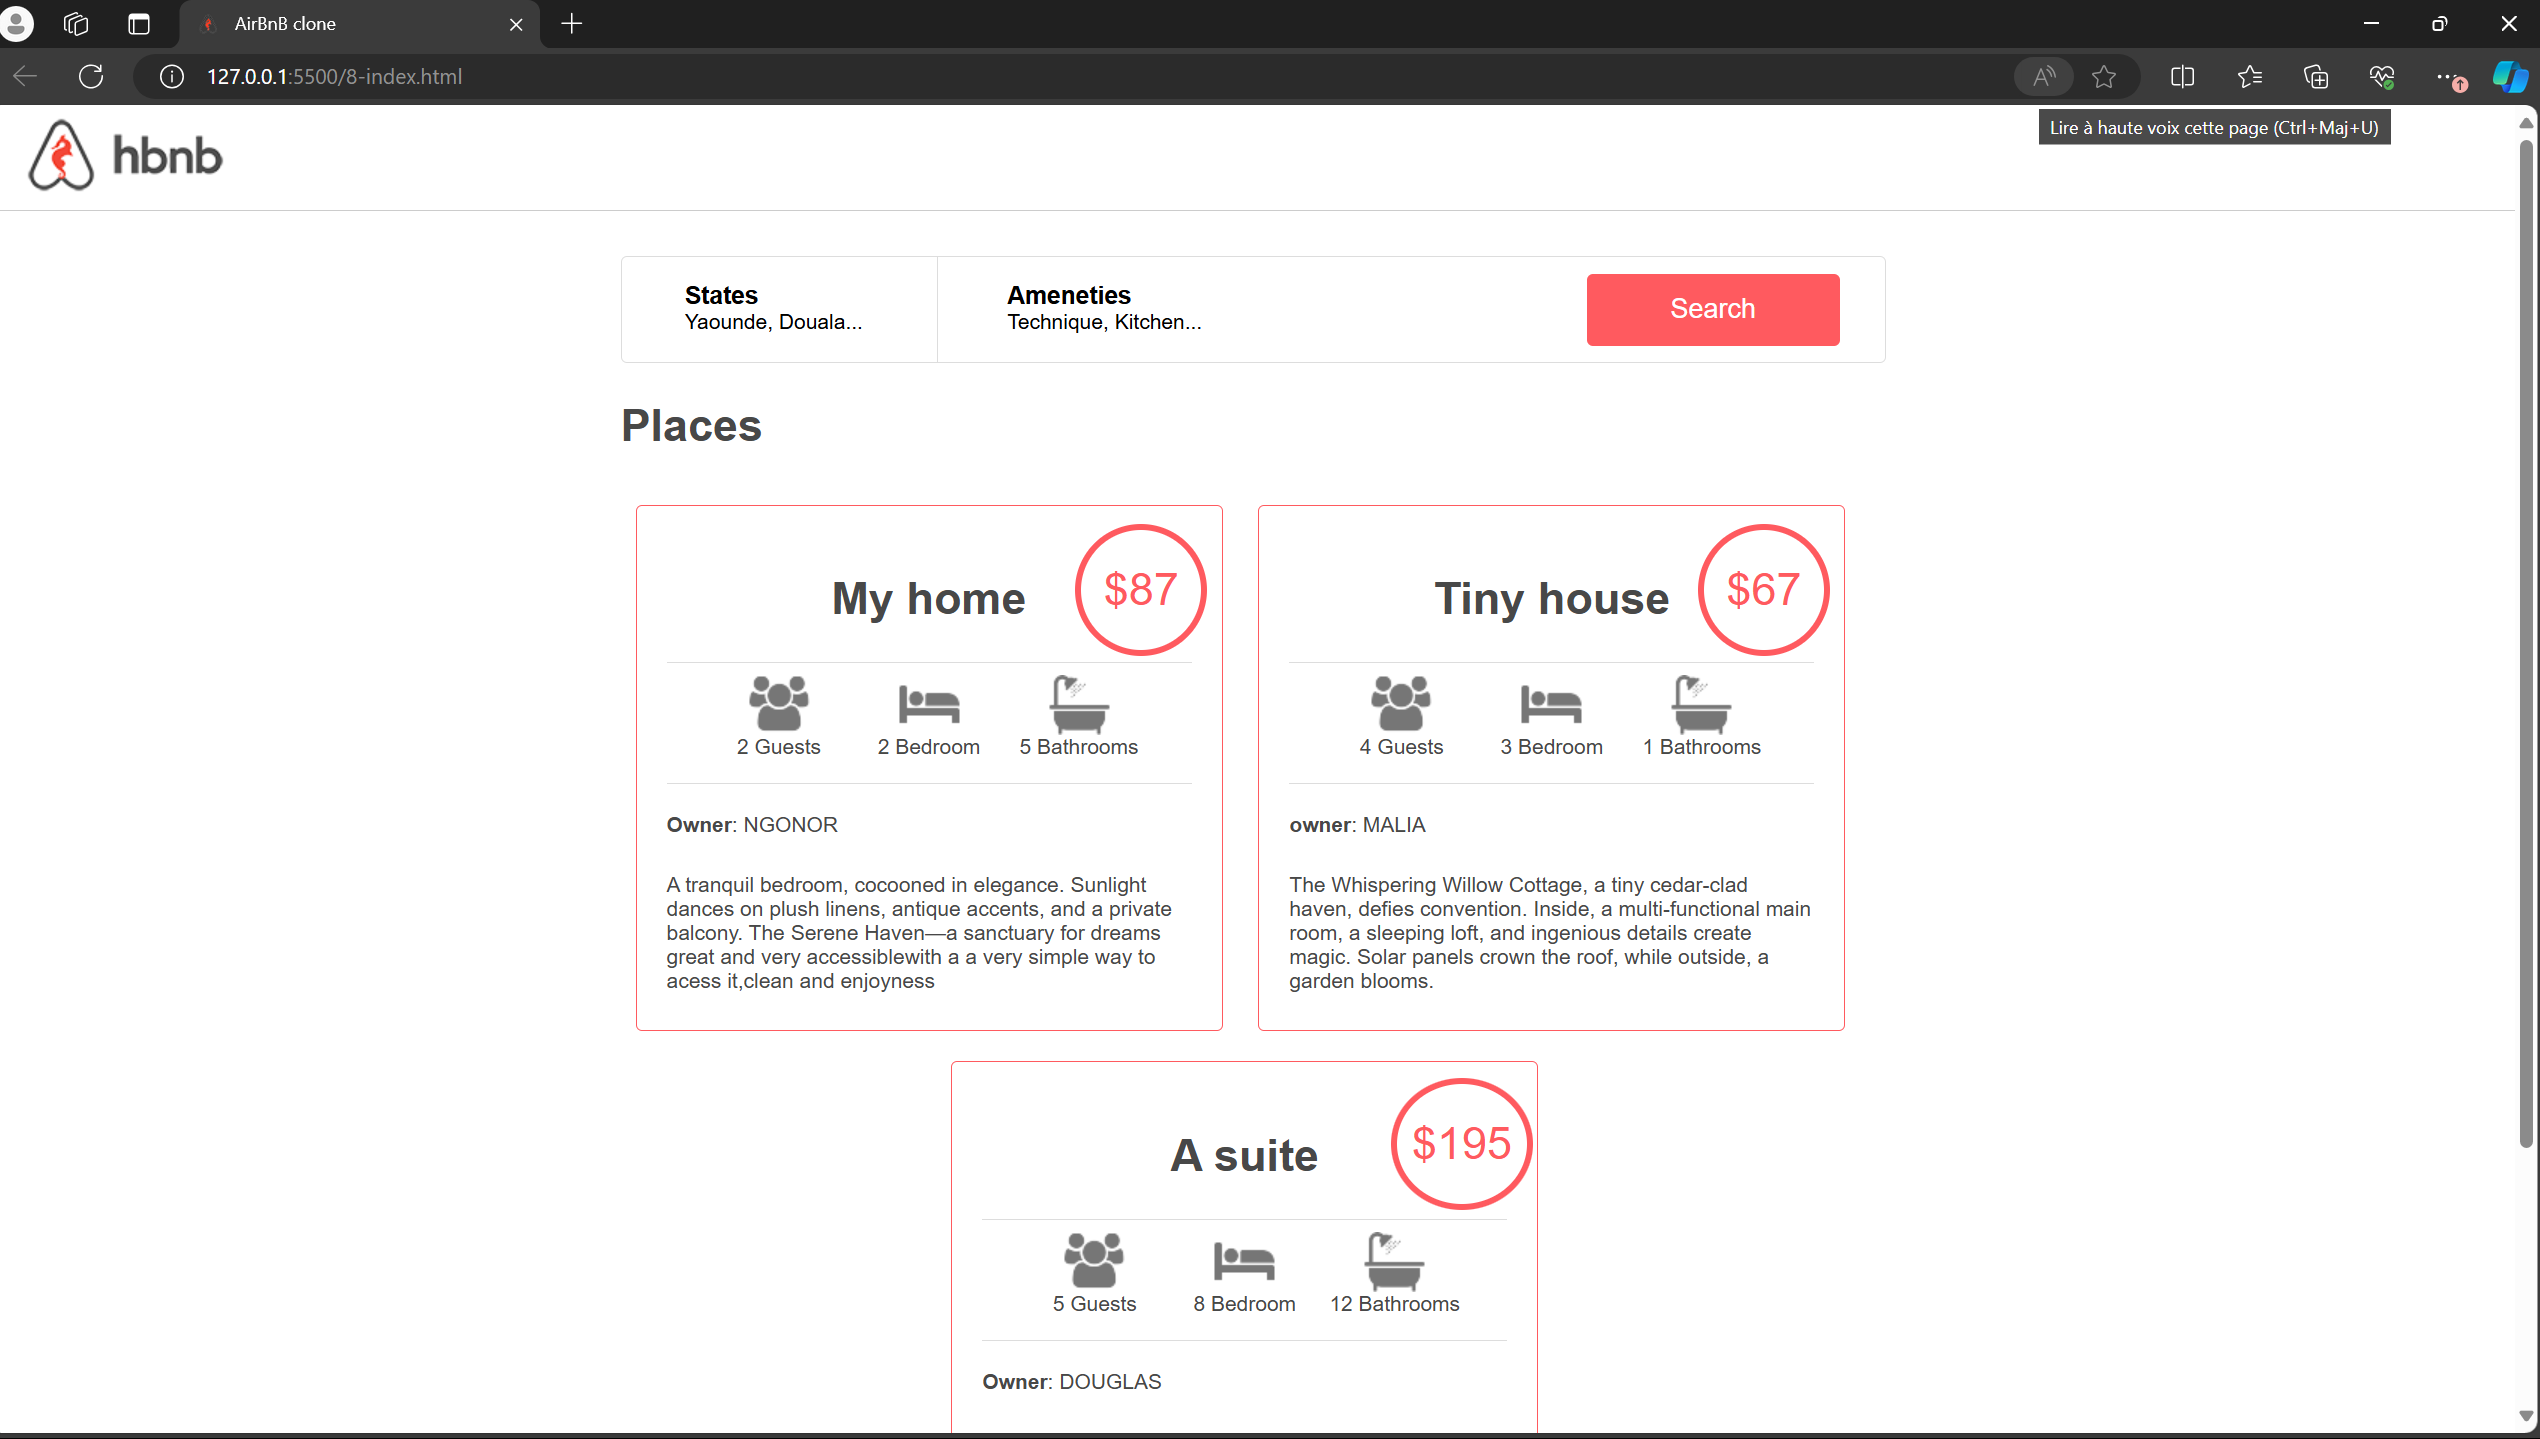 AirBnB clone
127.0.0.1:5500/8-index.html
Lire à haute voix cette page (Ctrl+Maj+U)
hbnb
States
Yaounde, Douala...
Ameneties
Technique, Kitchen...
Search
Places
My home
$87
2 Guests
2 Bedroom
5 Bathrooms
Owner: NGONOR
A tranquil bedroom, cocooned in elegance. Sunlight
dances on plush linens, antique accents, and a private
balcony. The Serene Haven—a sanctuary for dreams
great and very accessiblewith a a very simple way to
acess it,clean and enjoyness
Tiny house
$67
4 Guests
3 Bedroom
1 Bathrooms
owner: MALIA
The Whispering Willow Cottage, a tiny cedar-clad
haven, defies convention. Inside, a multi-functional main
room, a sleeping loft, and ingenious details create
magic. Solar panels crown the roof, while outside, a
garden blooms.
A suite
$195
5 Guests
8 Bedroom
12 Bathrooms
Owner: DOUGLAS